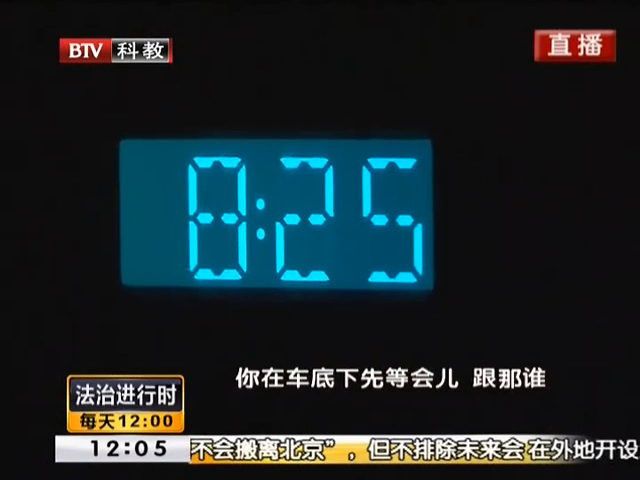 BTV 科教
直播
8:25
你在车底下先等会儿 跟那谁
法治进行时
每天12:00
12:05 不会搬离北京”，但不排除未来会在外地开设